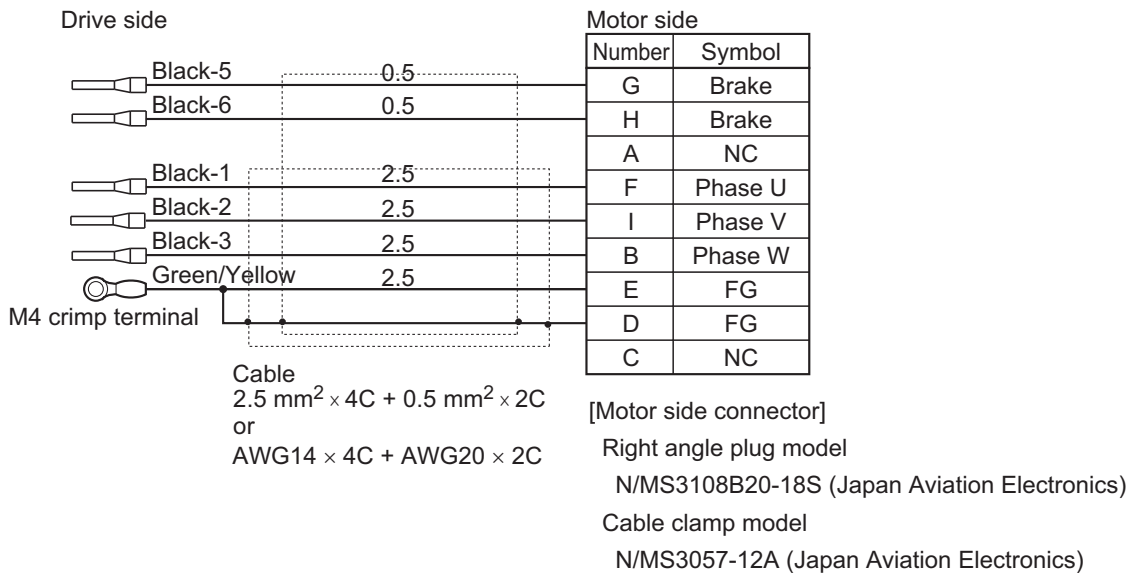 Drive side
Motor side
Number Symbol
Black-5 0.5 G Brake
Black-6 0.5 H Brake
A NC
Black-1 2.5 F Phase U
Black-2 2.5 I Phase V
Black-3 2.5 B Phase W
Green/Yellow 2.5 E FG
M4 crimp terminal D FG
C NC
Cable
2.5 mm² × 4C + 0.5 mm² × 2C
or
AWG14 × 4C + AWG20 × 2C
[Motor side connector]
Right angle plug model
N/MS3108B20-18S (Japan Aviation Electronics)
Cable clamp model
N/MS3057-12A (Japan Aviation Electronics)